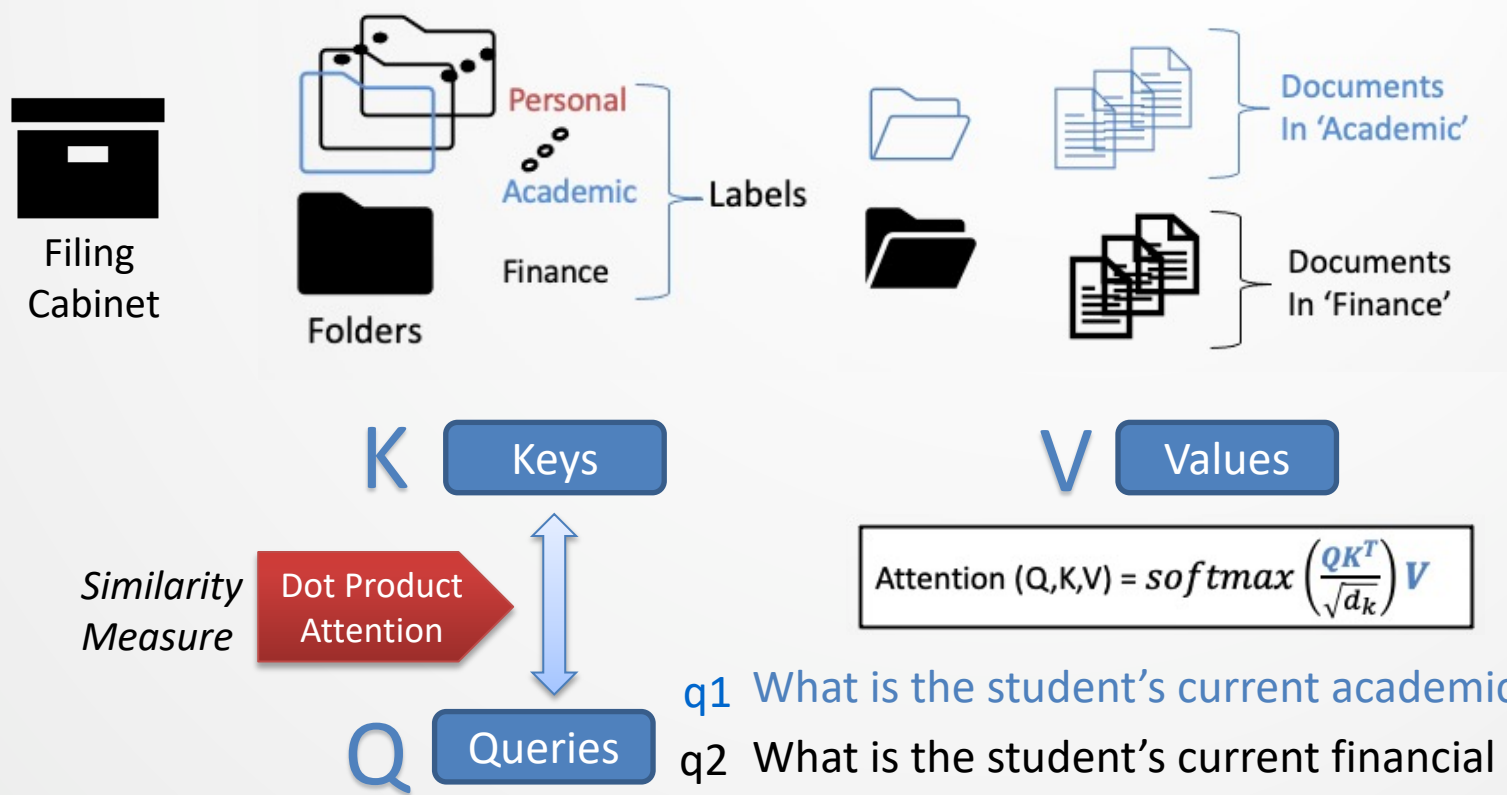 Filing
Cabinet
Personal
Academic
Finance
Labels
Folders
Documents
In 'Academic'
Documents
In 'Finance'
K
Keys
V
Values
Similarity
Measure
Dot Product
Attention
Attention (Q,K,V) = softmax (QK^T / √d_k) V
Q
Queries
q1 What is the student's current academic
q2 What is the student's current financial